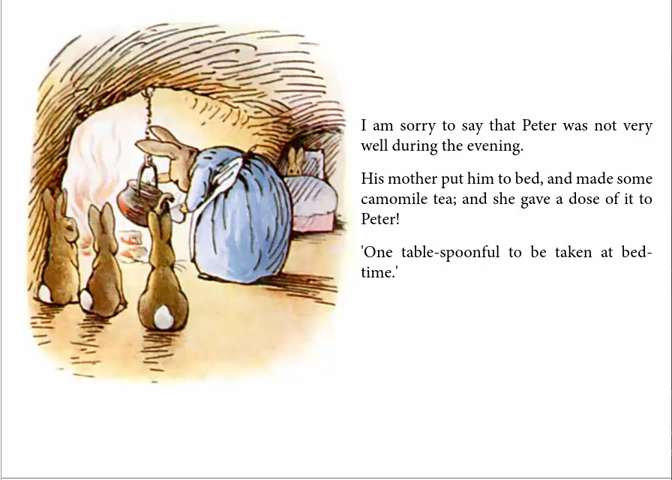 I am sorry to say that Peter was not very
well during the evening.
His mother put him to bed, and made some
camomile tea; and she gave a dose of it to
Peter!
'One table-spoonful to be taken at bed-
time.'